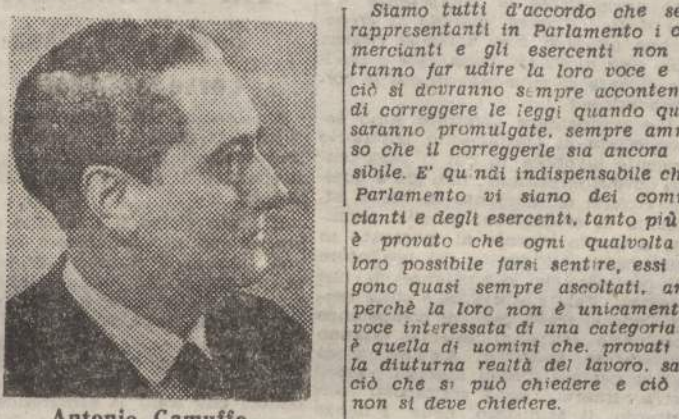 Siamo tutti d'accordo che se
rappresentanti in Parlamento i c
mercianti e gli esercenti non
tranno far udire la loro voce e
ciò si dovranno sempre acconten
di correggere le leggi quando qu
saranno promulgate. sempre am
so che il correggerle sia ancora
sibile. E' qu ndi indispensabile ch
Parlamento vi siano dei com
cianti e degli esercenti, tanto più
è provato che ogni qualvolta
loro possibile farsi sentire, essi
gono quasi sempre ascoltati. an
perchè la loro non è unicament
voce interessata di una categoria
è quella di uomini che. provati
la diuturna realtà del lavoro. sa
ciò che si può chiedere e ciò
non si deve chiedere.
Antonio Camuffo